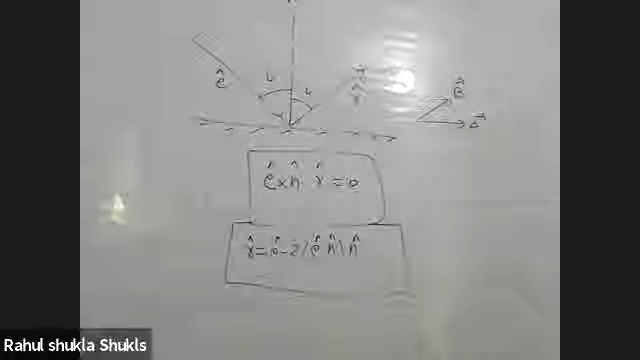 ê
r̂
B̂
A⃗
ê×n̂. r̂ = 0
r̂ = ê - 2(ê n̂) n̂
Rahul shukla Shukls